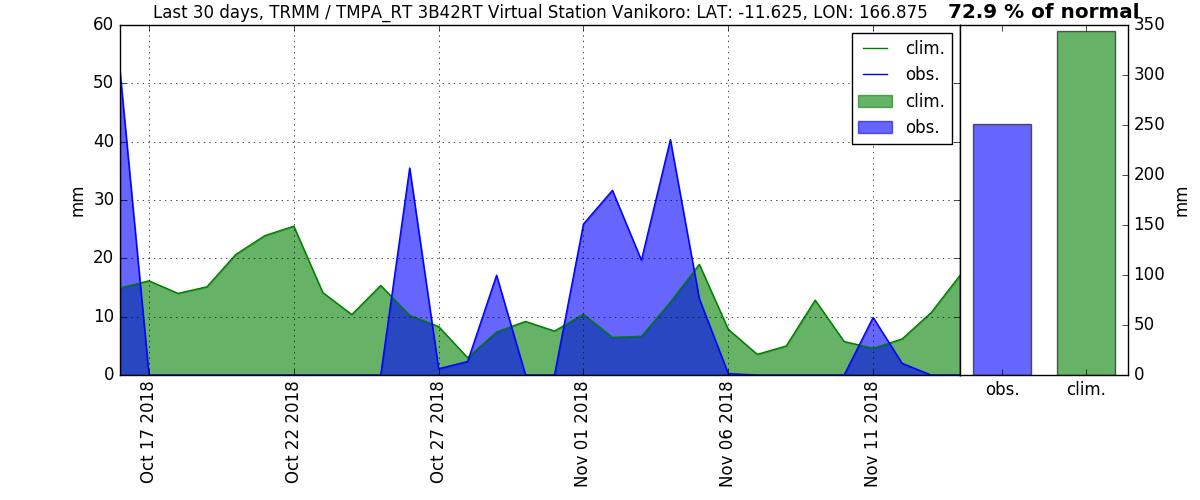 Last 30 days, TRMM / TMPA_RT 3B42RT Virtual Station Vanikoro: LAT: -11.625, LON: 166.875
72.9 % of normal
60
50
40
30
20
10
0
mm
clim.
obs.
clim.
obs.
Oct 17 2018
Oct 22 2018
Oct 27 2018
Nov 01 2018
Nov 06 2018
Nov 11 2018
350
300
250
200
150
100
50
0
mm
obs.
clim.